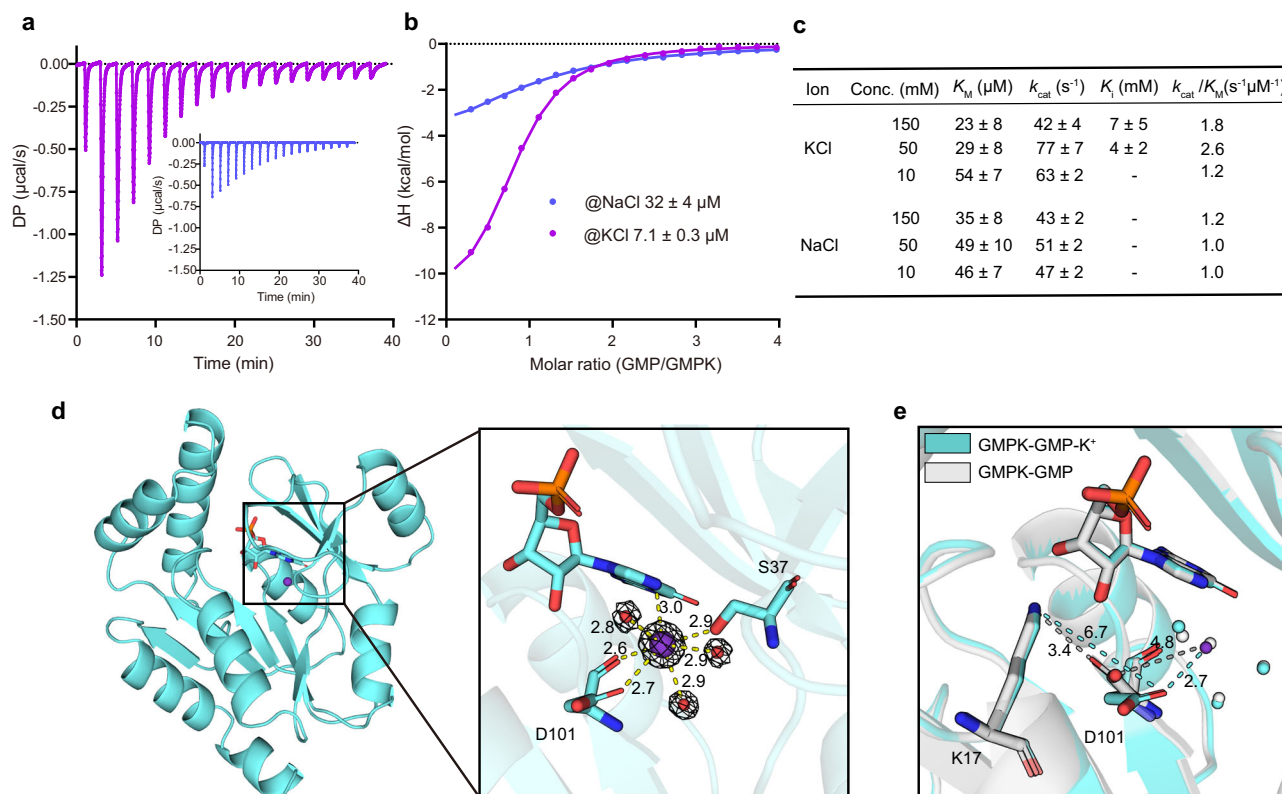 a
DP (μcal/s)
0.00
-0.25
-0.50
-0.75
-1.00
-1.25
-1.50
0 10 20 30 40
Time (min)
DP (μcal/s)
0.00
-0.25
-0.50
-0.75
-1.00
-1.25
-1.50
0 10 20 30 40
Time (min)
b
ΔH (kcal/mol)
0
-2
-4
-6
-8
-10
-12
@NaCl 32 ± 4 μM
@KCl 7.1 ± 0.3 μM
0 1 2 3 4
Molar ratio (GMP/GMPK)
c
Ion Conc. (mM) KM (μM) kcat (s-1) Ki (mM) kcat /KM(s-1μM-1)
150 23 ± 8 42 ± 4 7 ± 5 1.8
KCl 50 29 ± 8 77 ± 7 4 ± 2 2.6
10 54 ± 7 63 ± 2 - 1.2
150 35 ± 8 43 ± 2 - 1.2
NaCl 50 49 ± 10 51 ± 2 - 1.0
10 46 ± 7 47 ± 2 - 1.0
d
S37
3.0
2.9
2.8
2.6
2.9
2.7
2.9
D101
e
GMPK-GMP-K+
GMPK-GMP
6.7
4.8
3.4
2.7
D101
K17